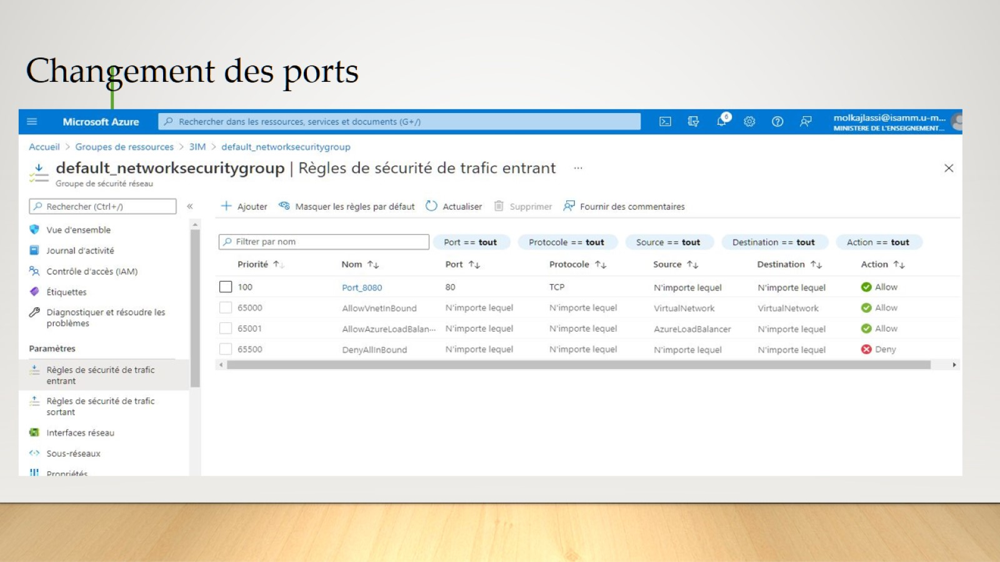 Changement des ports
Microsoft Azure
Rechercher dans les ressources, services et documents (G+/)
6
molkajlassi@isamm.u-m...
MINISTERE DE L'ENSEIGNEMENT...
Accueil > Groupes de ressources > 3IM > default_networksecuritygroup
default_networksecuritygroup | Règles de sécurité de trafic entrant ...
Groupe de sécurité réseau
Rechercher (Ctrl+/) «
Ajouter Masquer les règles par défaut Actualiser Supprimer Fournir des commentaires
Vue d'ensemble
Journal d'activité
Contrôle d'accès (IAM)
Étiquettes
Diagnostiquer et résoudre les
problèmes
Paramètres
Règles de sécurité de trafic
entrant
Règles de sécurité de trafic
sortant
Interfaces réseau
Sous-réseaux
Propriétés
Filtrer par nom Port == tout Protocole == tout Source == tout Destination == tout Action == tout
Priorité ↑↓ Nom ↑↓ Port ↑↓ Protocole ↑↓ Source ↑↓ Destination ↑↓ Action ↑↓
100 Port_8080 80 TCP N'importe lequel N'importe lequel Allow
65000 AllowVnetInBound N'importe lequel N'importe lequel VirtualNetwork VirtualNetwork Allow
65001 AllowAzureLoadBalan... N'importe lequel N'importe lequel AzureLoadBalancer N'importe lequel Allow
65500 DenyAllInBound N'importe lequel N'importe lequel N'importe lequel N'importe lequel Deny